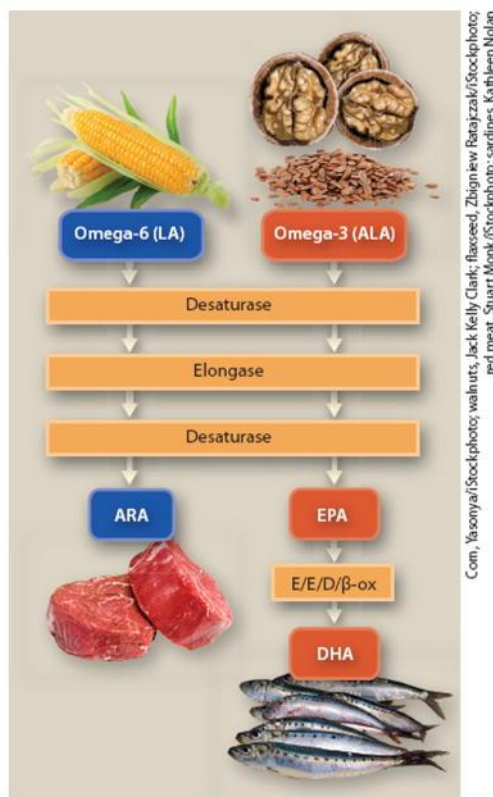 Omega-6 (LA)
Omega-3 (ALA)
Desaturase
Elongase
Desaturase
ARA
EPA
E/E/D/β-ox
DHA
Corn, Yasonya/iStockphoto; walnuts, Jack Kelly Clark; flaxseed, Zbigniew Ratajczak/iStockphoto;
red meat, Stuart Monk/iStockphoto; sardines, Kathleen Nolan